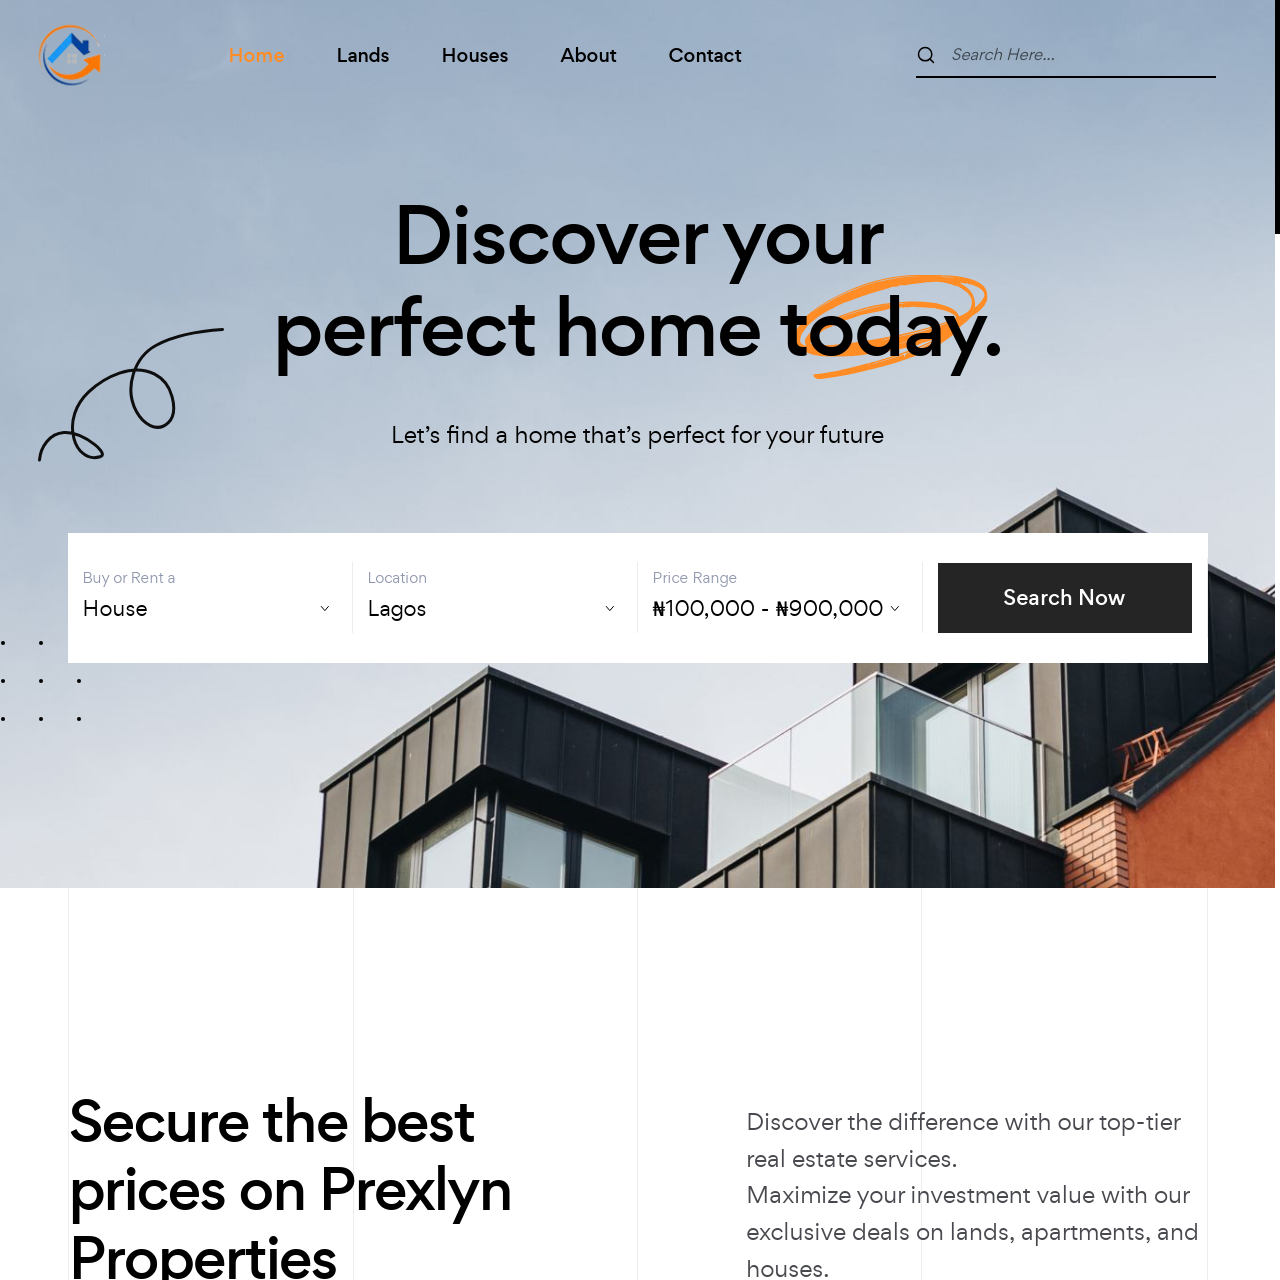 Home Lands Houses About Contact Search Here...
Discover your
perfect home today.
Let’s find a home that’s perfect for your future
Buy or Rent a
House
Location
Lagos
Price Range
₦100,000 - ₦900,000
Search Now
Secure the best
prices on Prexlyn
Properties
Discover the difference with our top-tier
real estate services.
Maximize your investment value with our
exclusive deals on lands, apartments, and
houses.